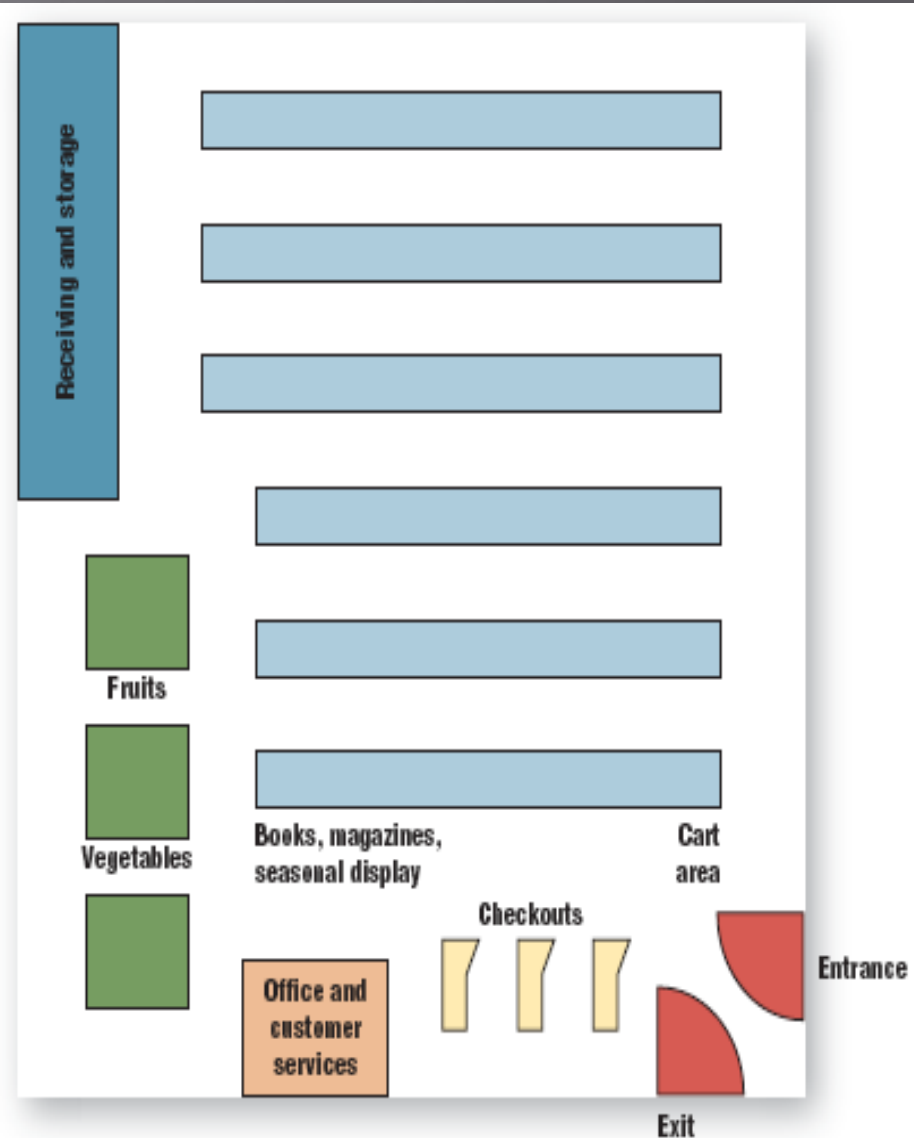 Receiving and storage
Fruits
Vegetables
Books, magazines,
seasonal display
Cart
area
Checkouts
Office and
customer
services
Entrance
Exit